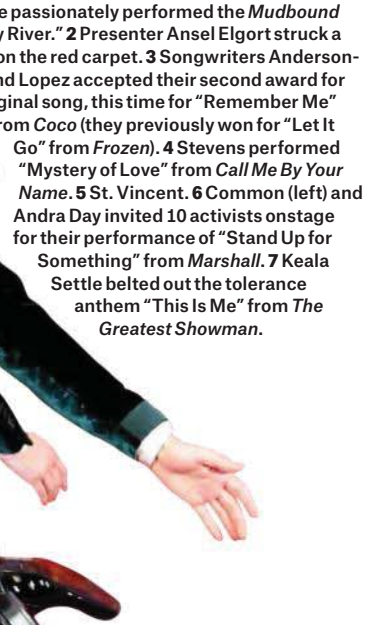 e passionately performed the Mudbound
y River.” 2 Presenter Ansel Elgort struck a
on the red carpet. 3 Songwriters Anderson-
nd Lopez accepted their second award for
ginal song, this time for “Remember Me”
rom Coco (they previously won for “Let It
Go” from Frozen). 4 Stevens performed
“Mystery of Love” from Call Me By Your
Name. 5 St. Vincent. 6 Common (left) and
Andra Day invited 10 activists onstage
for their performance of “Stand Up for
Something” from Marshall. 7 Keala
Settle belted out the tolerance
anthem “This Is Me” from The
Greatest Showman.